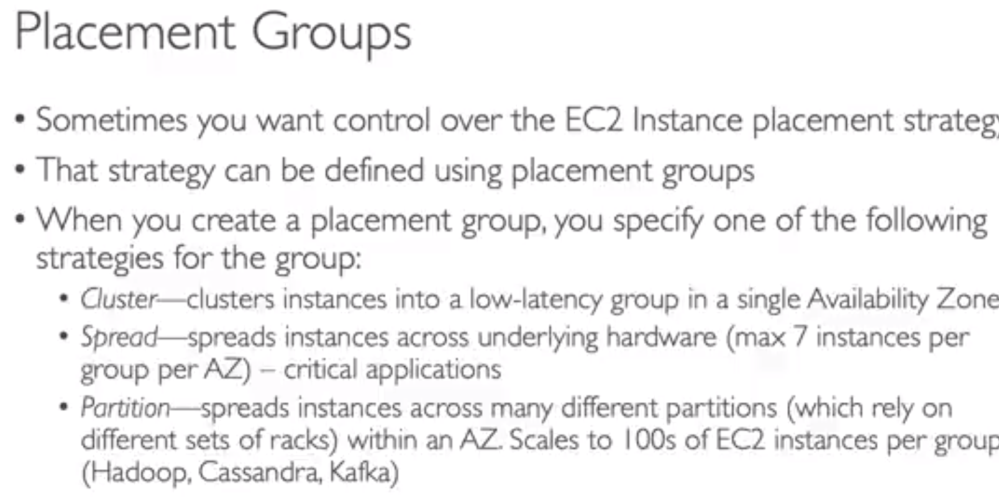 Placement Groups
• Sometimes you want control over the EC2 Instance placement strategy
• That strategy can be defined using placement groups
• When you create a placement group, you specify one of the following
strategies for the group:
• Cluster—clusters instances into a low-latency group in a single Availability Zone
• Spread—spreads instances across underlying hardware (max 7 instances per
group per AZ) – critical applications
• Partition—spreads instances across many different partitions (which rely on
different sets of racks) within an AZ. Scales to 100s of EC2 instances per group
(Hadoop, Cassandra, Kafka)